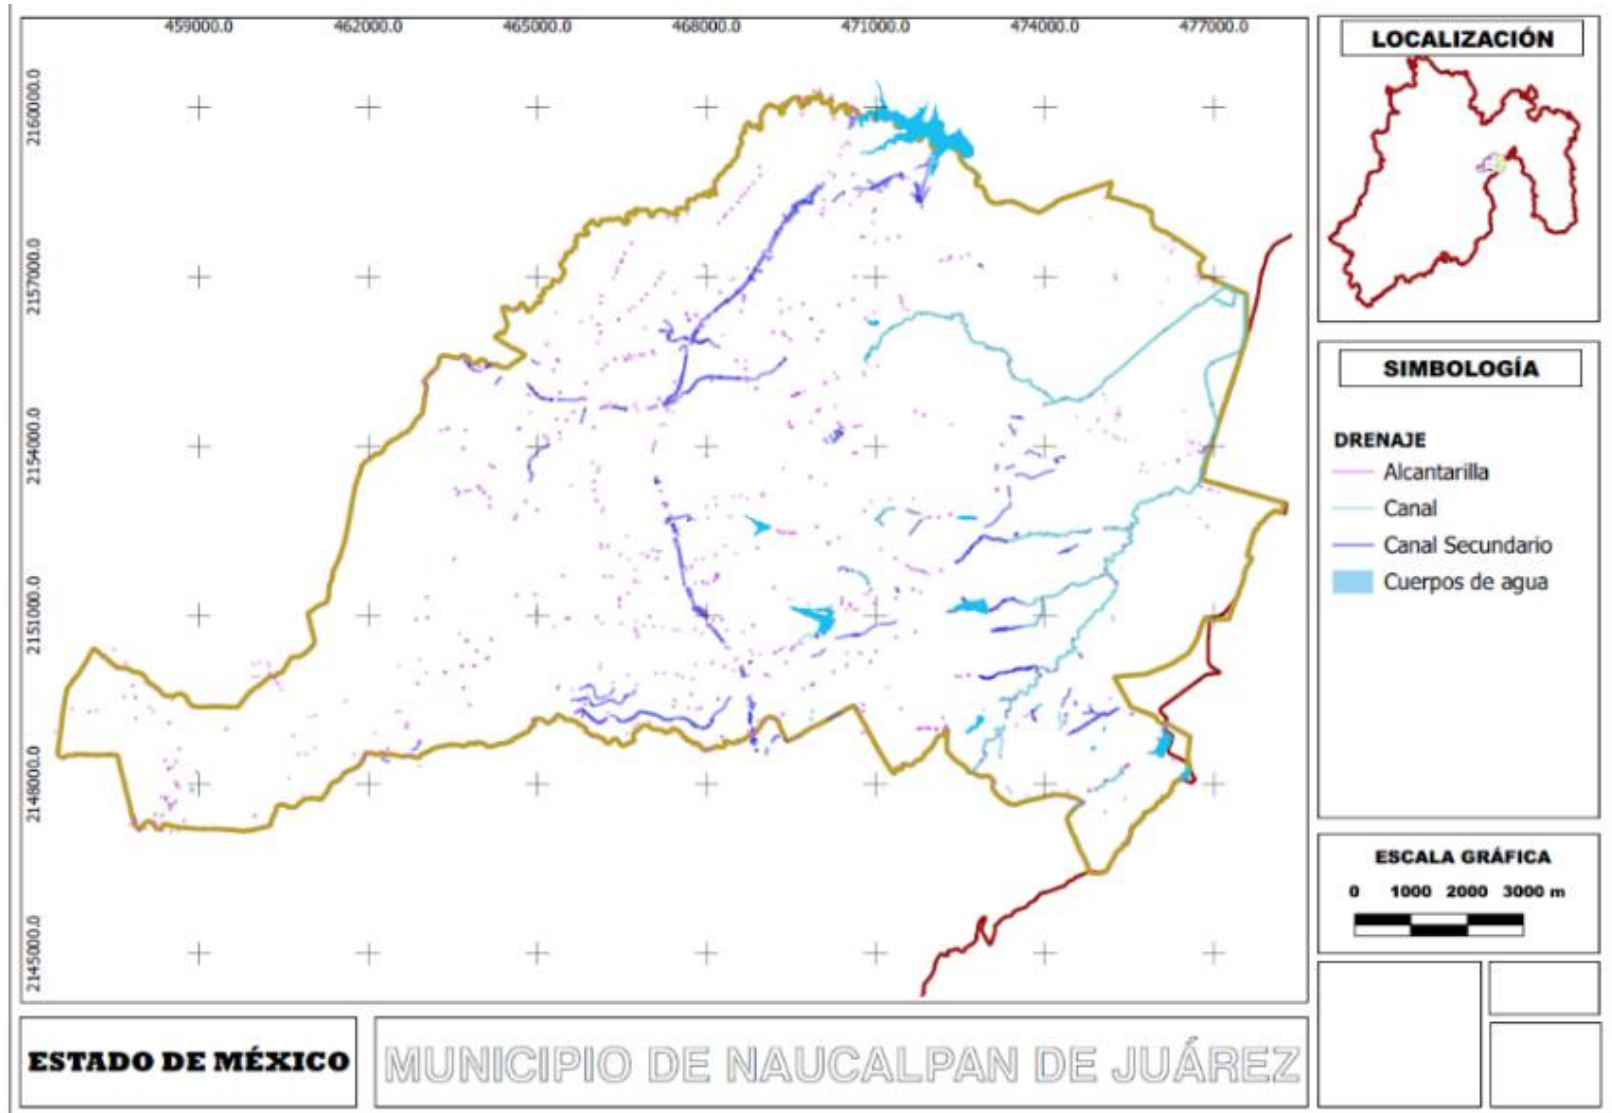 459000.0 462000.0 465000.0 468000.0 471000.0 474000.0 477000.0
2160000.0
2157000.0
2154000.0
2151000.0
2148000.0
2145000.0
LOCALIZACIÓN
SIMBOLOGÍA
DRENAJE
Alcantarilla
Canal
Canal Secundario
Cuerpos de agua
ESCALA GRÁFICA
0 1000 2000 3000 m
ESTADO DE MÉXICO
MUNICIPIO DE NAUCALPAN DE JUÁREZ